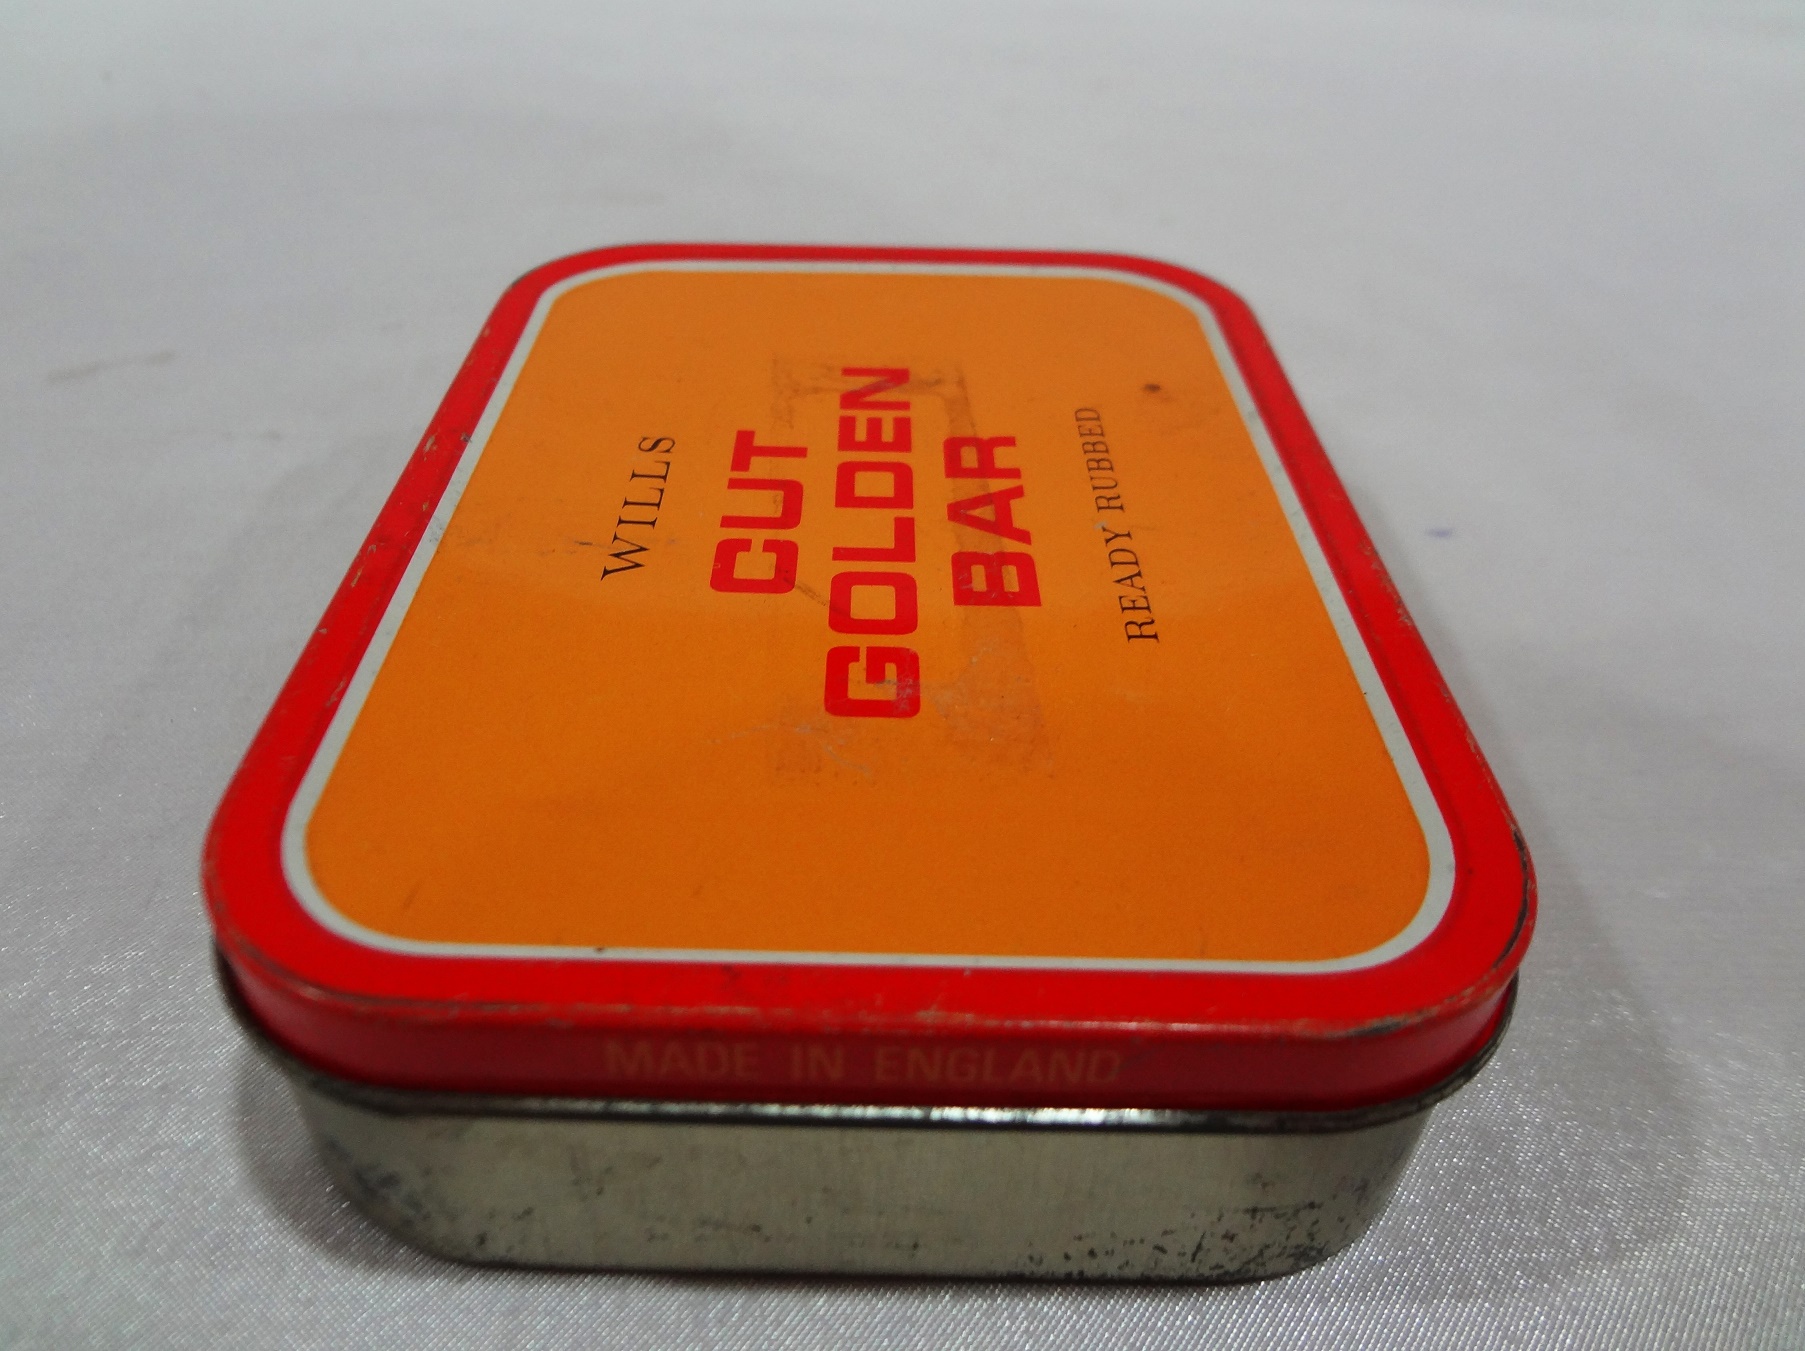 WILLS
CUT
GOLDEN
BAR
READY RUBBED
MADE IN ENGLAND